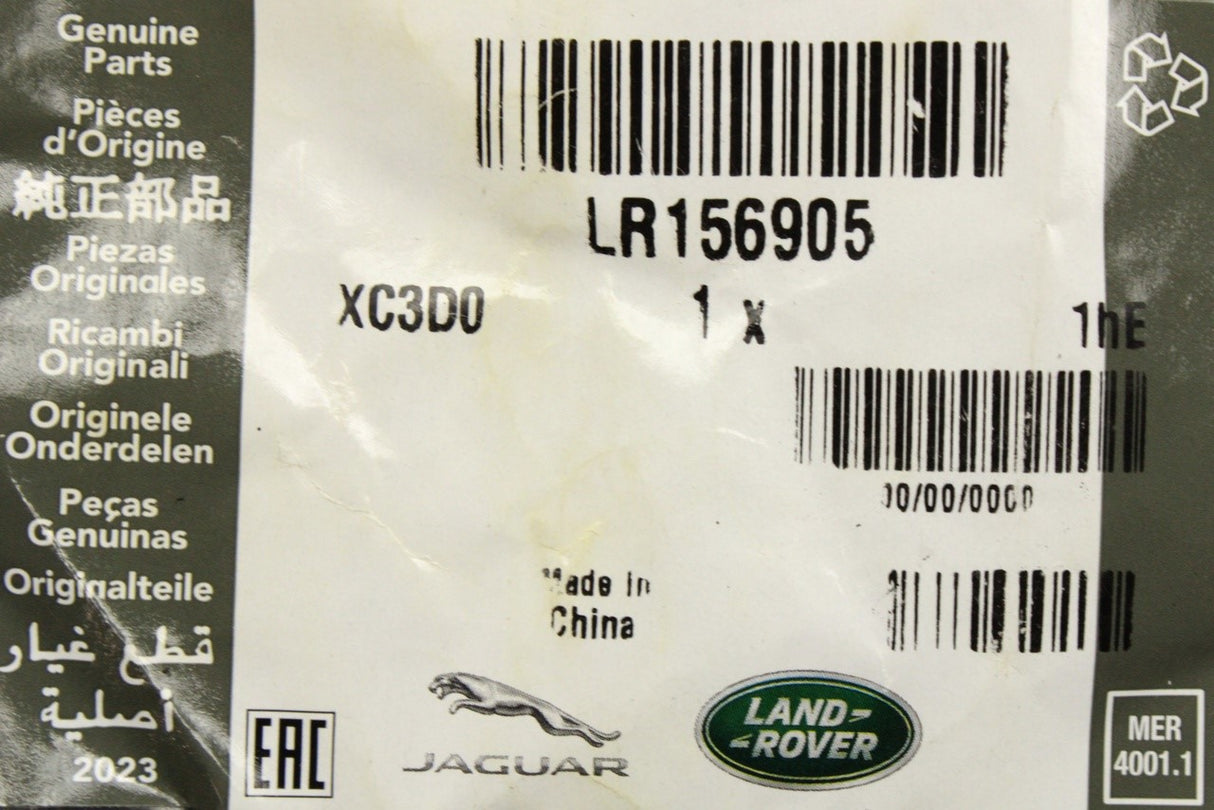 Genuine
Parts
Pièces
d'Origine
純正部品
Piezas
Originales
Ricambi
Originali
Originele
Onderdelen
Peças
Genuinas
Originalteile
قطع غيار
أصلية
2023
LR156905
XC3D0 1 X 1hE
00/00/0000
Made In
China
EAC
JAGUAR
LAND-
-ROVER
MER
4001.1